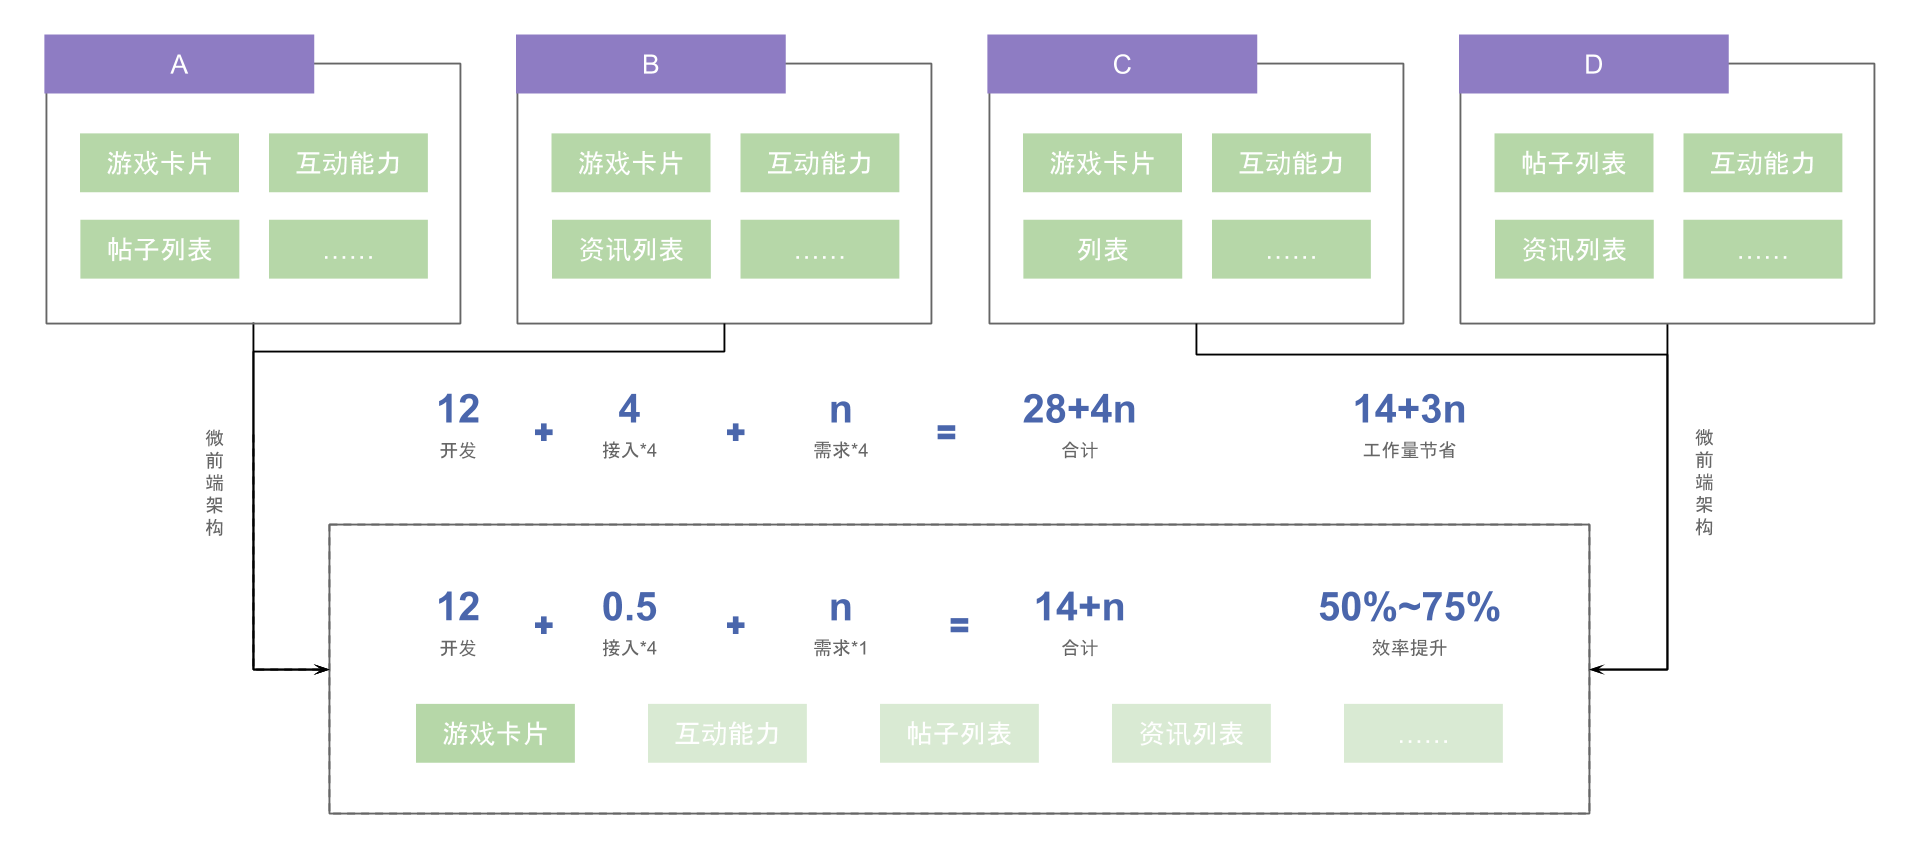 A
游戏卡片
互动能力
帖子列表
......
B
游戏卡片
互动能力
资讯列表
......
C
游戏卡片
互动能力
列表
......
D
帖子列表
互动能力
资讯列表
......
微前端架构
12 + 4 + n = 28+4n 14+3n
开发 接入*4 需求*4 合计 工作量节省
微前端架构
12 + 0.5 + n = 14+n 50%~75%
开发 接入*4 需求*1 合计 效率提升
游戏卡片 互动能力 帖子列表 资讯列表 ......